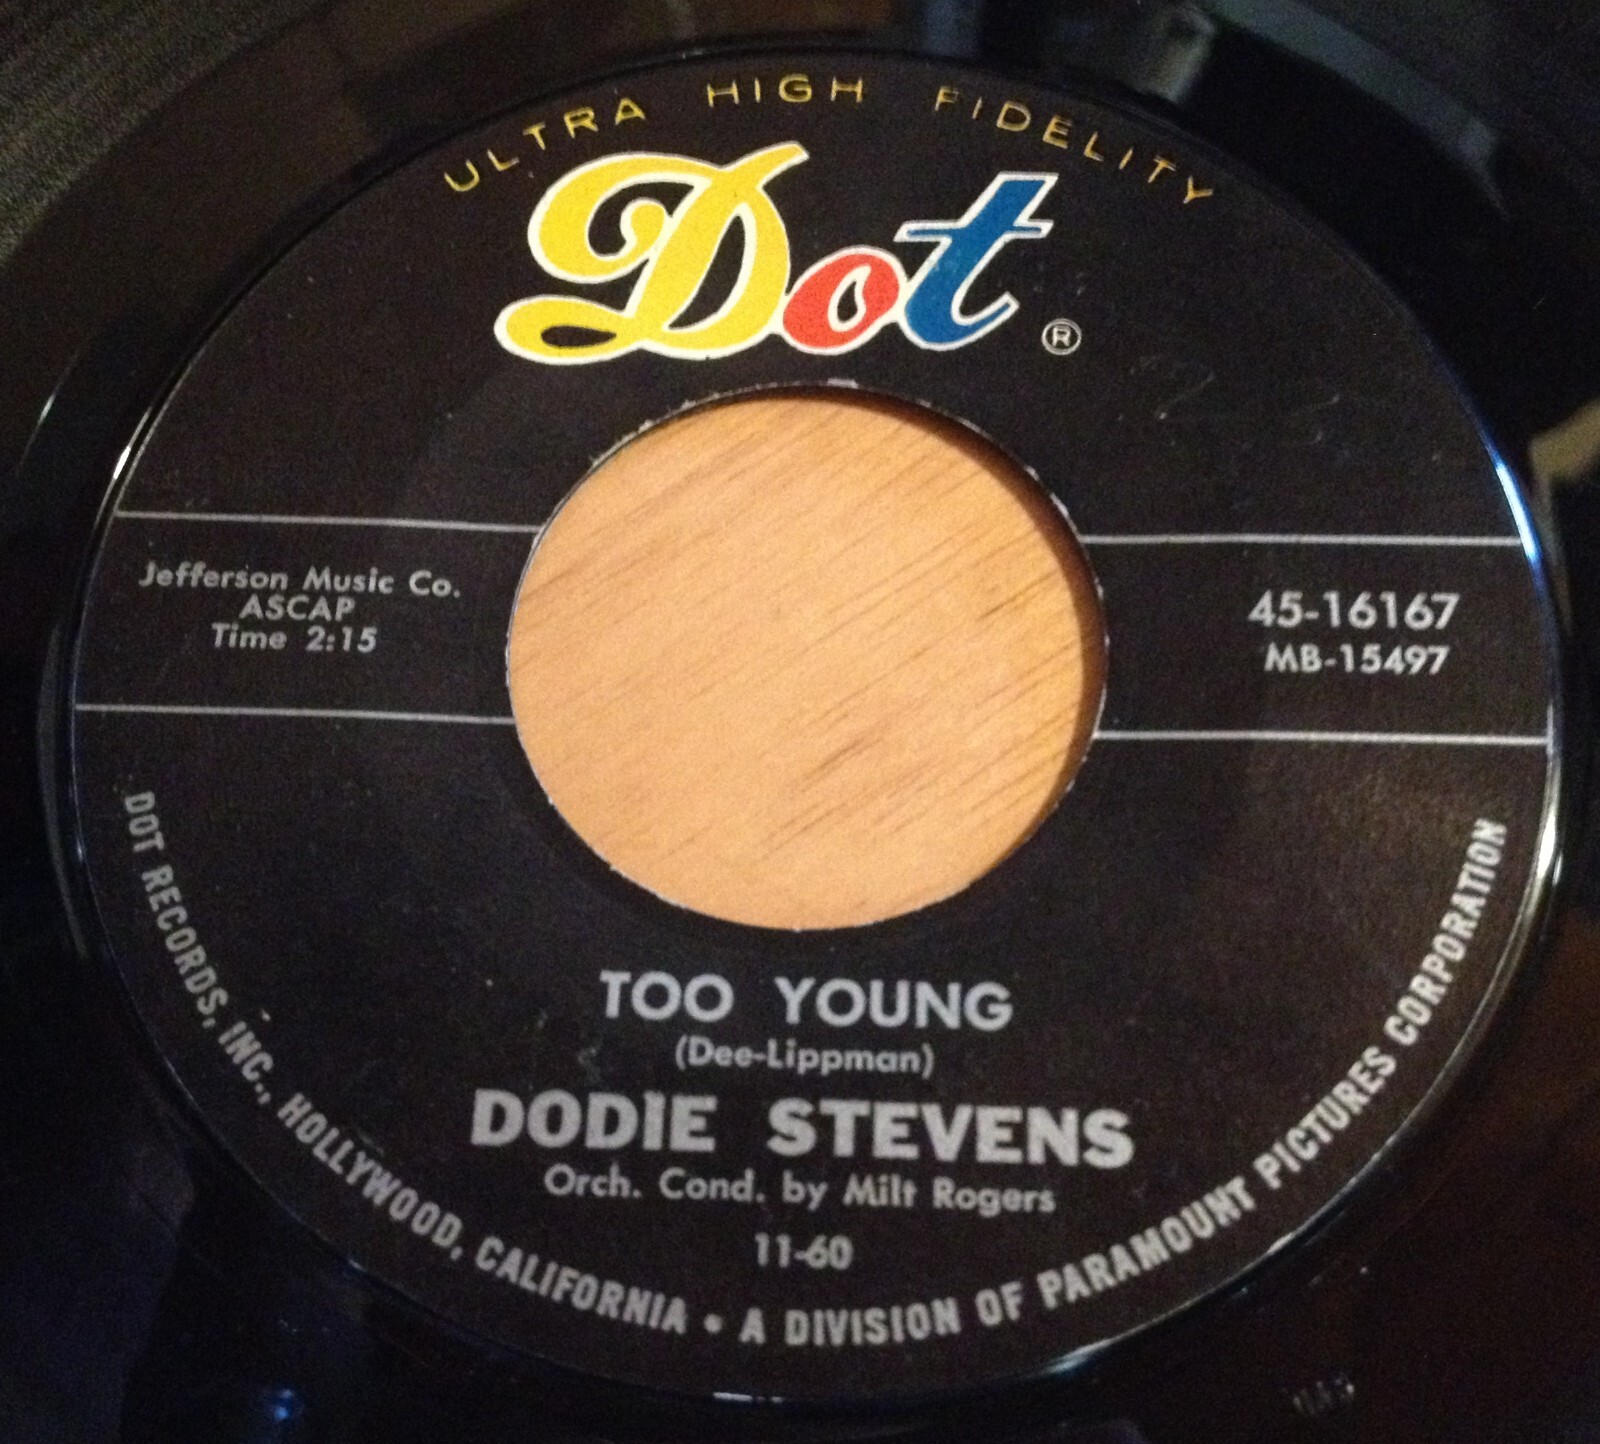 ULTRA HIGH FIDELITY
Dot ®
Jefferson Music Co.
ASCAP
Time 2:15
45-16167
MB-15497
TOO YOUNG
(Dee-Lippman)
DODIE STEVENS
Orch. Cond. by Milt Rogers
11-60
DOT RECORDS, INC., HOLLYWOOD, CALIFORNIA • A DIVISION OF PARAMOUNT PICTURES CORPORATION